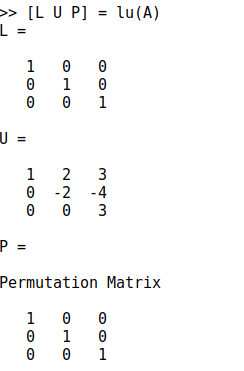 >> [L U P] = lu(A)
L =
1 0 0
0 1 0
0 0 1
U =
1 2 3
0 -2 -4
0 0 3
P =
Permutation Matrix
1 0 0
0 1 0
0 0 1